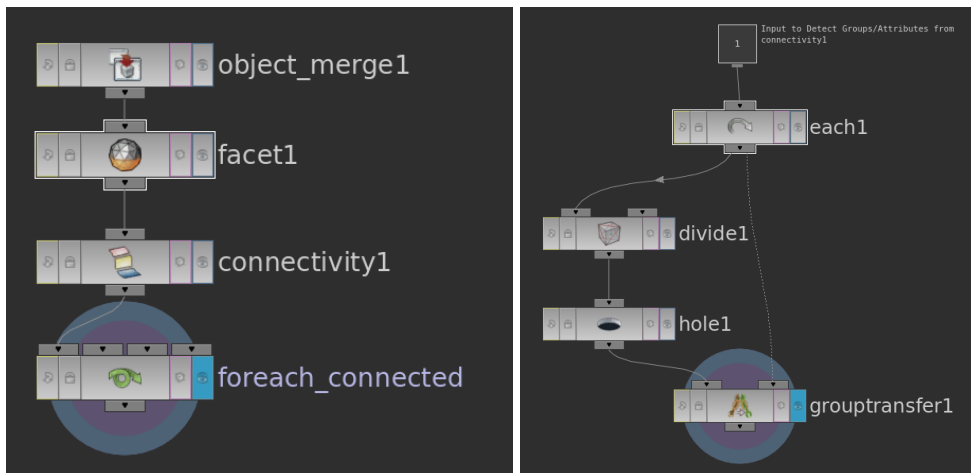 object_merge1
facet1
connectivity1
foreach_connected
1
Input to Detect Groups/Attributes from
connectivity1
each1
divide1
hole1
grouptransfer1